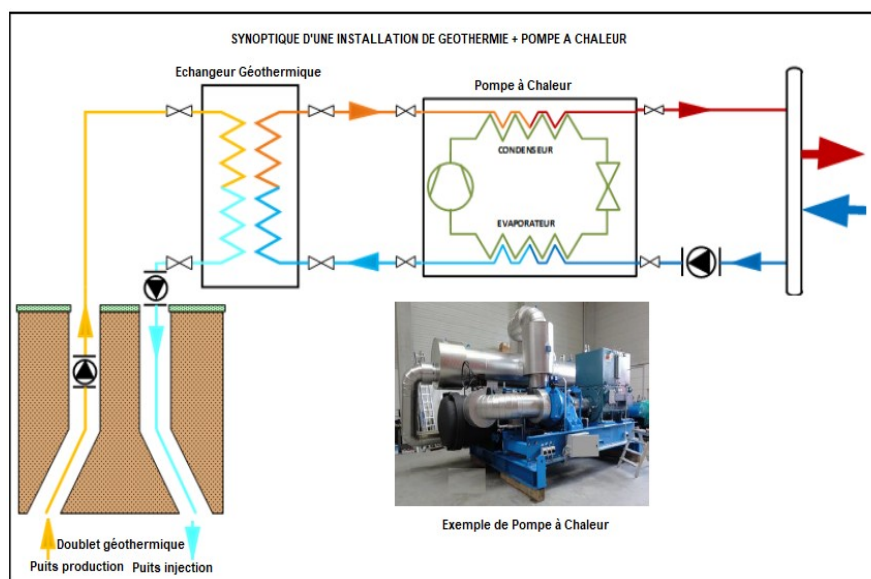 SYNOPTIQUE D'UNE INSTALLATION DE GEOTHERMIE + POMPE A CHALEUR
Echangeur Géothermique
Pompe à Chaleur
CONDENSEUR
EVAPORATEUR
Exemple de Pompe à Chaleur
Doublet géothermique
Puits production
Puits injection